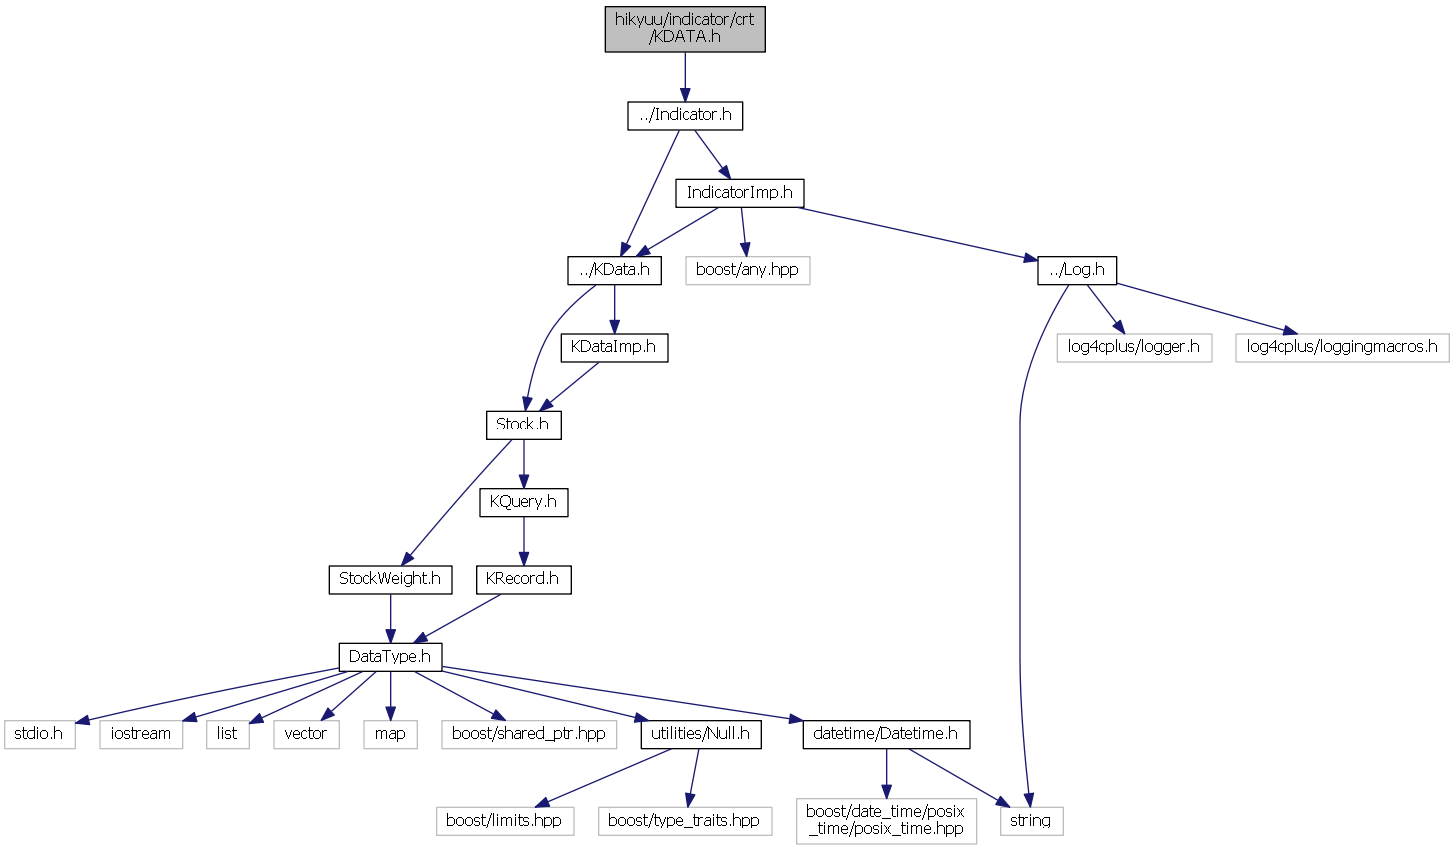 hikyuu/indicator/crt
/KDATA.h
../Indicator.h
IndicatorImp.h
../KData.h
boost/any.hpp
../Log.h
KDataImp.h
log4cplus/logger.h
log4cplus/loggingmacros.h
Stock.h
KQuery.h
StockWeight.h
KRecord.h
DataType.h
stdio.h
iostream
list
vector
map
boost/shared_ptr.hpp
utilities/Null.h
datetime/Datetime.h
boost/limits.hpp
boost/type_traits.hpp
boost/date_time/posix
_time/posix_time.hpp
string